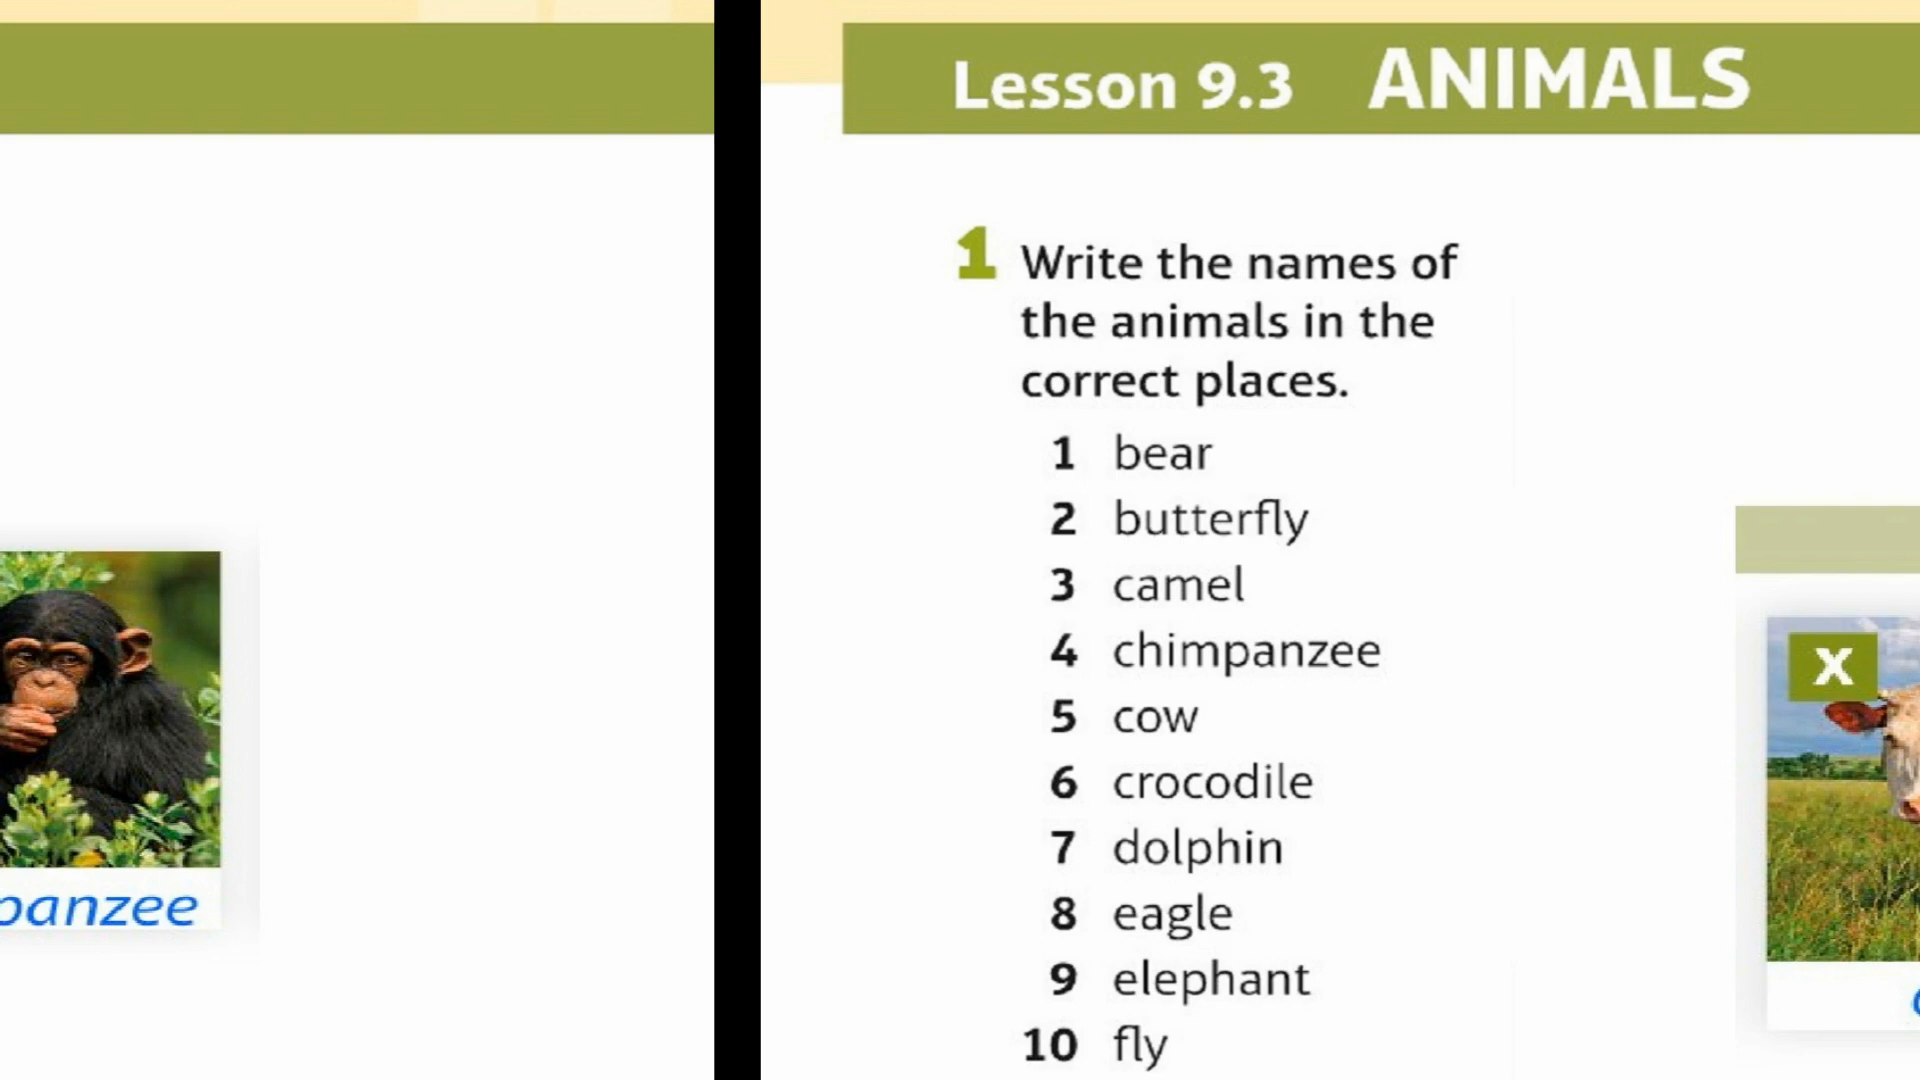 panzee
Lesson 9.3 ANIMALS
1 Write the names of
the animals in the
correct places.
1 bear
2 butterfly
3 camel
4 chimpanzee
5 cow
6 crocodile
7 dolphin
8 eagle
9 elephant
10 fly
X